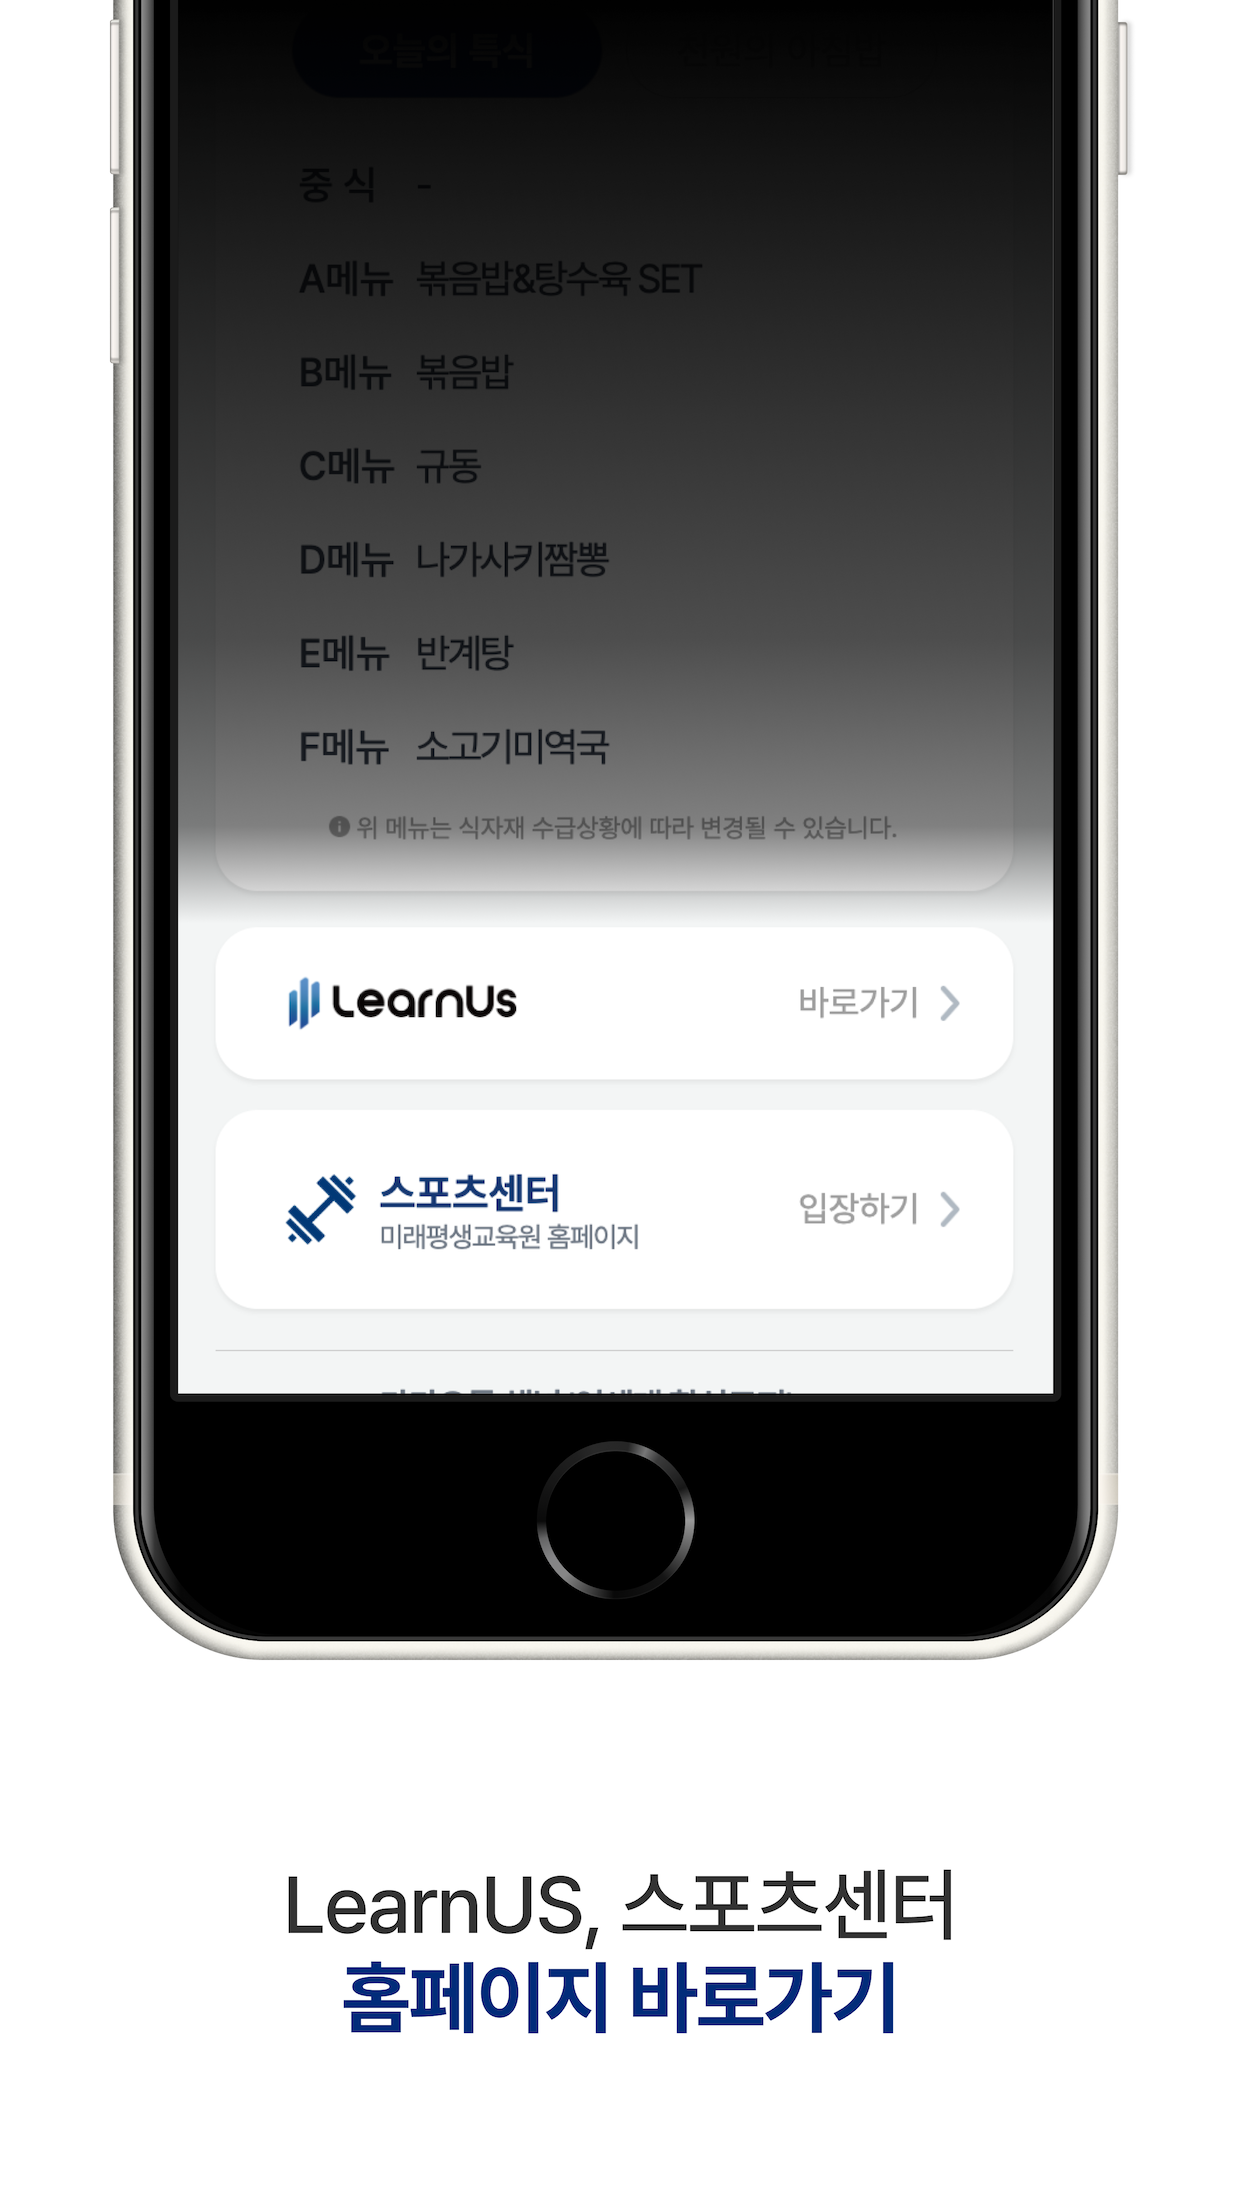 오늘의 특식
중 식 -
A메뉴 볶음밥&탕수육 SET
B메뉴 볶음밥
C메뉴 규동
D메뉴 나가사키짬뽕
E메뉴 반계탕
F메뉴 소고기미역국
위 메뉴는 식자재 수급상황에 따라 변경될 수 있습니다.
LearnUs 바로가기
스포츠센터
미래평생교육원 홈페이지
입장하기
LearnUS, 스포츠센터
홈페이지 바로가기